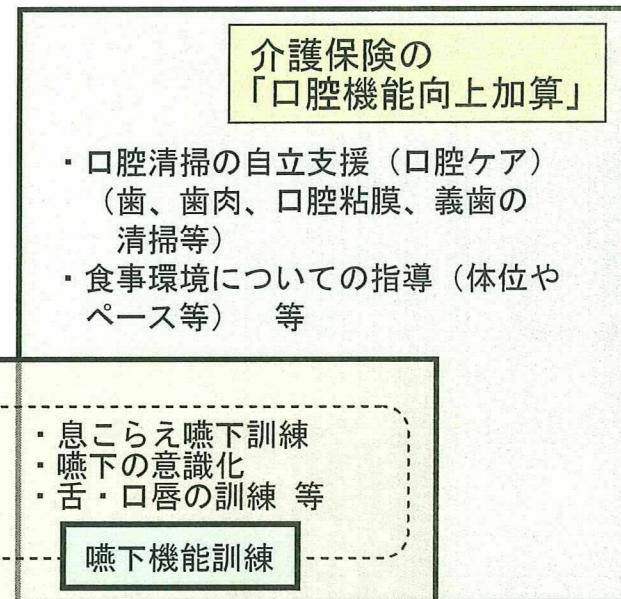 介護保険の
「口腔機能向上加算」
・口腔清掃の自立支援（口腔ケア）
（歯、歯肉、口腔粘膜、義歯の
清掃等）
・食事環境についての指導（体位や
ペース等）　等
・息こらえ嚥下訓練
・嚥下の意識化
・舌・口唇の訓練 等
嚥下機能訓練